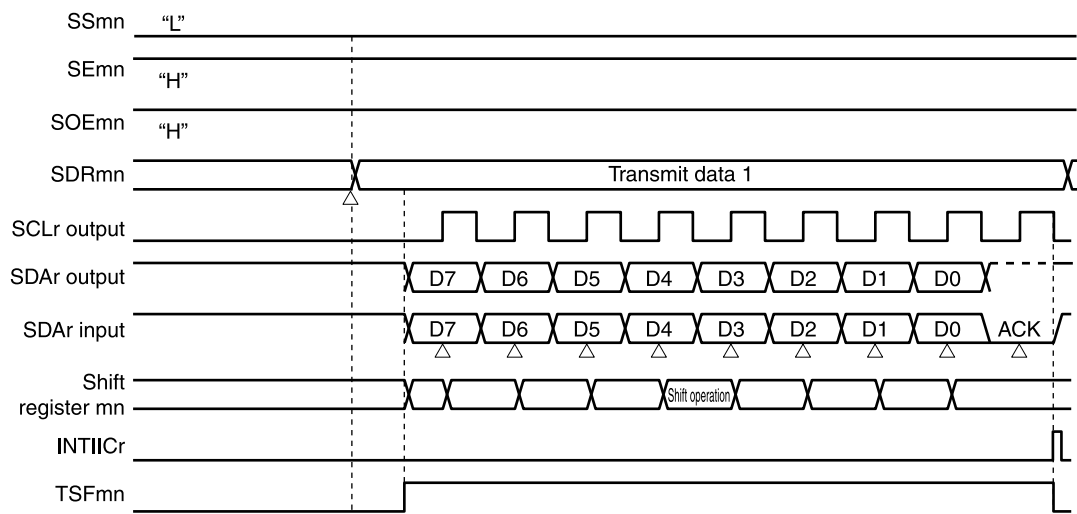 SSmn “L”
SEmn “H”
SOEmn “H”
SDRmn Transmit data 1
SCLr output
SDAr output D7 D6 D5 D4 D3 D2 D1 D0
SDAr input D7 D6 D5 D4 D3 D2 D1 D0 ACK
Shift
register mn Shift operation
INTIICr
TSFmn